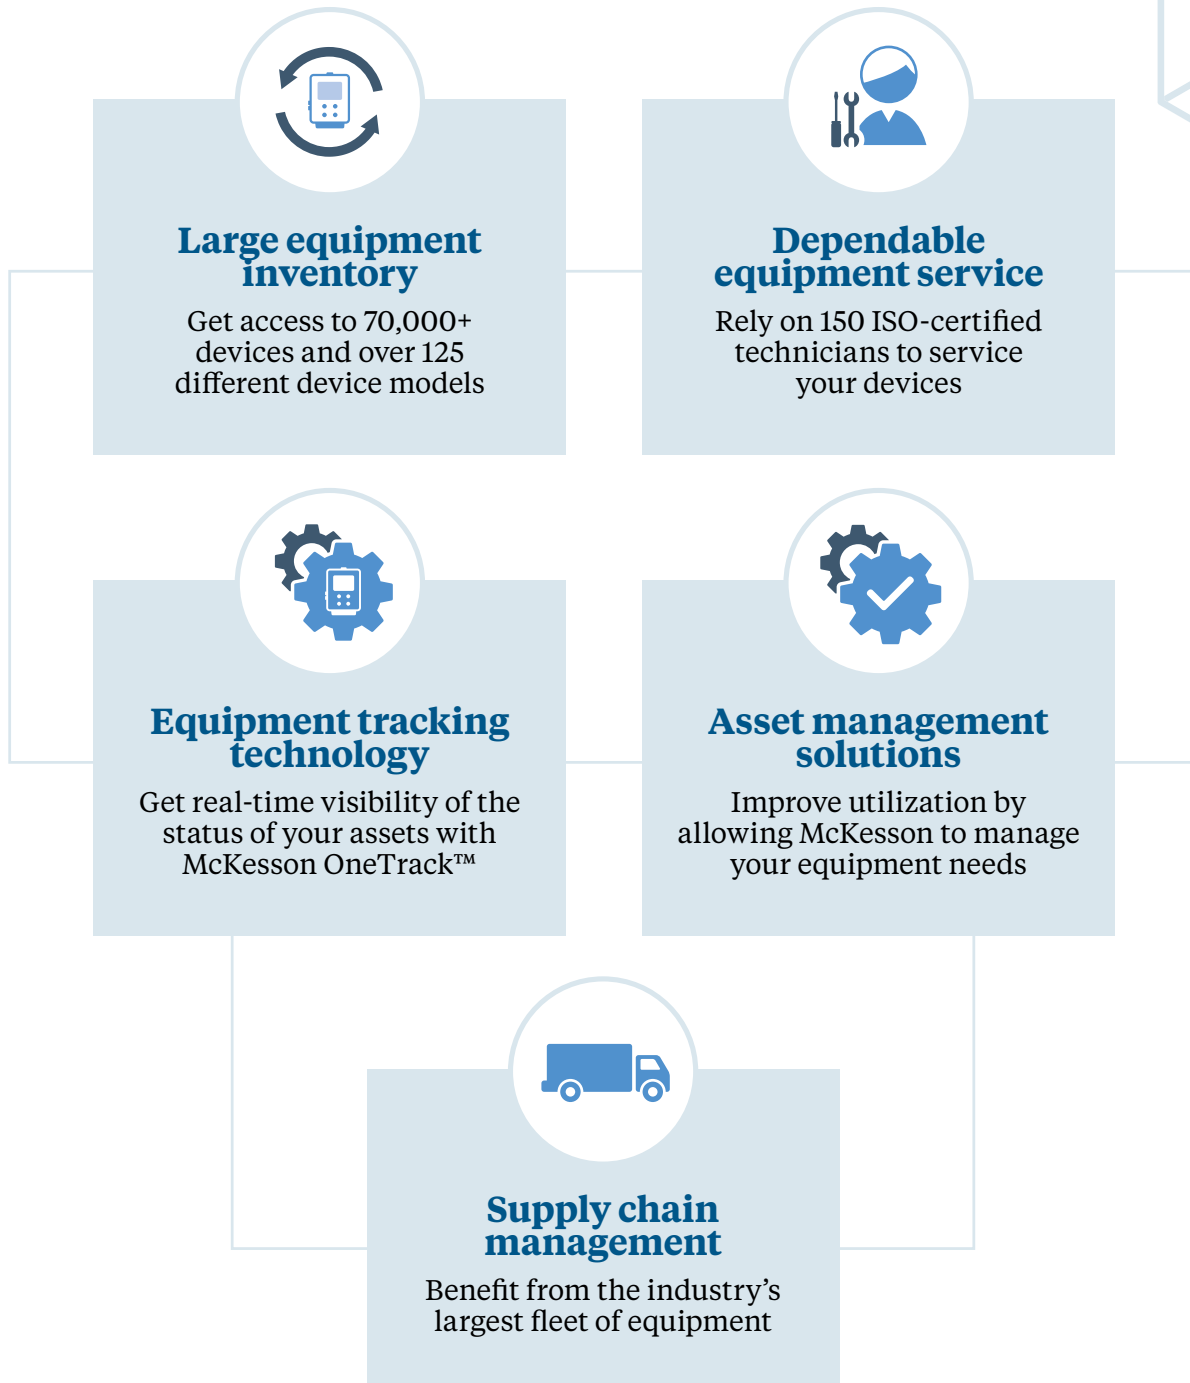 Large equipment
inventory
Get access to 70,000+
devices and over 125
different device models
Dependable
equipment service
Rely on 150 ISO-certified
technicians to service
your devices
Equipment tracking
technology
Get real-time visibility of the
status of your assets with
McKesson OneTrack™
Asset management
solutions
Improve utilization by
allowing McKesson to manage
your equipment needs
Supply chain
management
Benefit from the industry’s
largest fleet of equipment